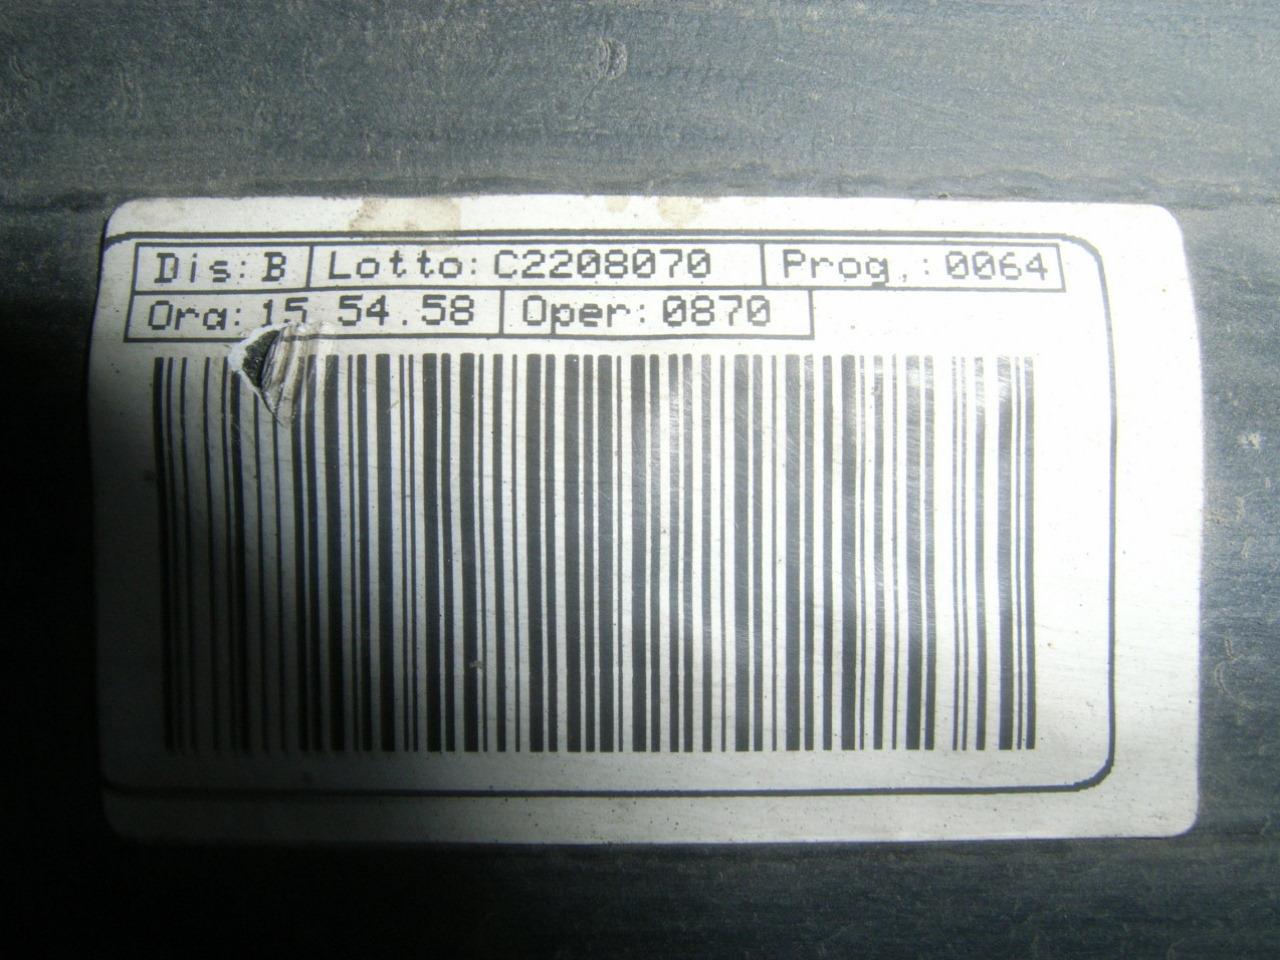 Dis: B Lotto: C2208070 Prog.: 0064
Ora: 15.54.58 Oper: 0870